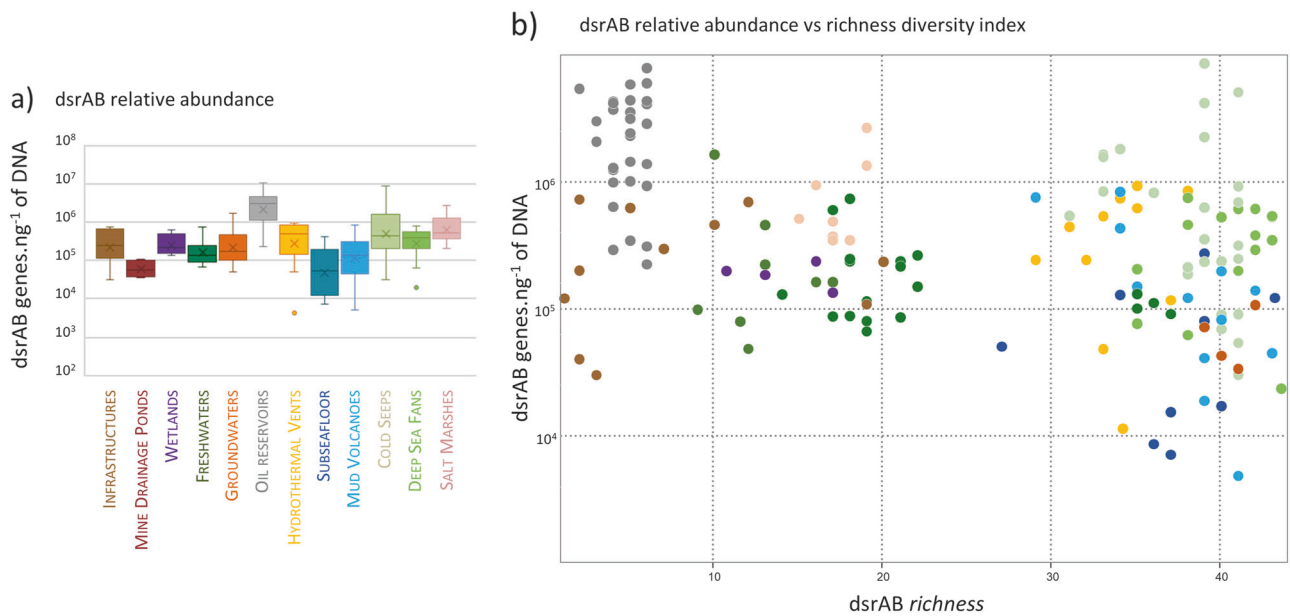 a)
dsrAB relative abundance
dsrAB genes.ng⁻¹ of DNA
10⁸
10⁷
10⁶
10⁵
10⁴
10³
10²
INFRASTRUCTURES
MINE DRAINAGE PONDS
WETLANDS
FRESHWATERS
GROUNDWATERS
OIL RESERVOIRS
HYDROTHERMAL VENTS
SUBSEAFLOOR
MUD VOLCANOES
COLD SEEPS
DEEP SEA FANS
SALT MARSHES
b)
dsrAB relative abundance vs richness diversity index
dsrAB genes.ng⁻¹ of DNA
10⁶
10⁵
10⁴
10
20
30
40
dsrAB richness